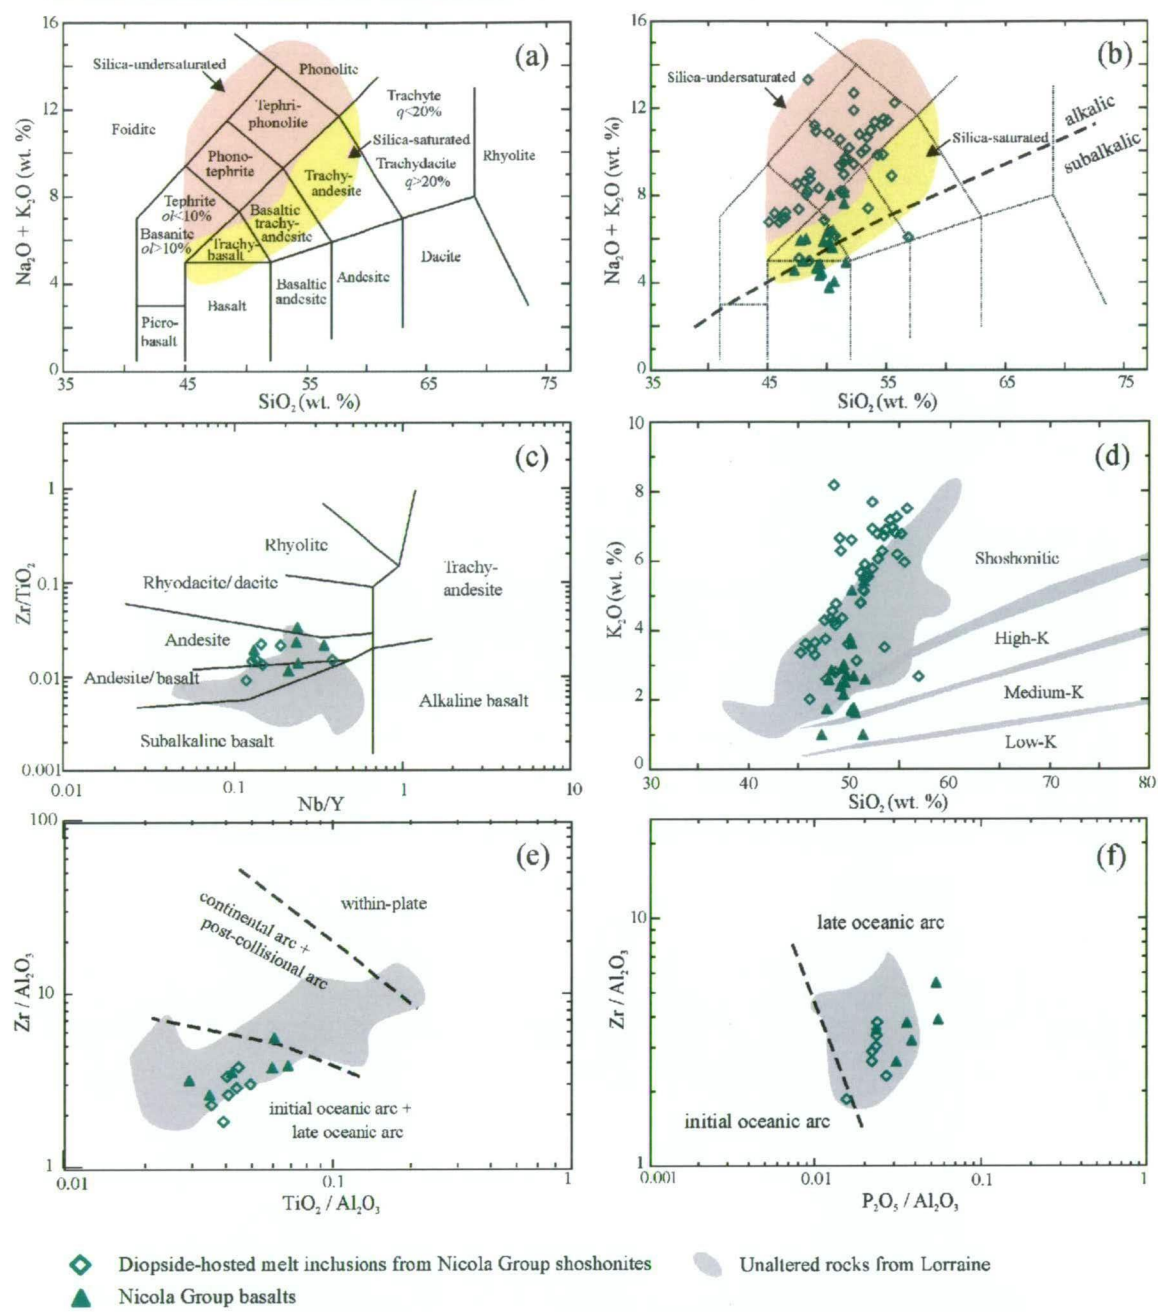 (a)
16
12
8
4
0
Na₂O + K₂O (wt. %)
Silica-undersaturated
Phonolite
Foidite
Tephri-
phonolite
Trachyte
q<20%
Silica-saturated
Phono-
tephrite
Trachydacite
q>20%
Rhyolite
Trachy-
andesite
Tephrite
ol<10%
Basanite
ol>10%
Basaltic
trachy-
andesite
Trachy-
basalt
Dacite
Andesite
Basaltic
andesite
Basalt
Picro-
basalt
35
45
55
65
75
SiO₂ (wt. %)
(b)
16
12
8
4
0
Na₂O + K₂O (wt. %)
Silica-undersaturated
Silica-saturated
alkalic
subalkalic
35
45
55
65
75
SiO₂ (wt. %)
(c)
1
0.1
0.01
0.001
Zr/TiO₂
Rhyolite
Rhyodacite/dacite
Trachy-
andesite
Andesite
Andesite/basalt
Alkaline basalt
Subalkaline basalt
0.01
0.1
1
10
Nb/Y
(d)
10
8
6
4
2
0
K₂O (wt. %)
Shoshonitic
High-K
Medium-K
Low-K
30
40
50
60
70
80
SiO₂ (wt. %)
(e)
100
10
1
Zr / Al₂O₃
within-plate
continental arc +
post-collisional arc
initial oceanic arc +
late oceanic arc
0.01
0.1
1
TiO₂ / Al₂O₃
(f)
10
1
Zr / Al₂O₃
late oceanic arc
initial oceanic arc
0.001
0.01
0.1
1
P₂O₅ / Al₂O₃
Diopside-hosted melt inclusions from Nicola Group shoshonites
Unaltered rocks from Lorraine
Nicola Group basalts